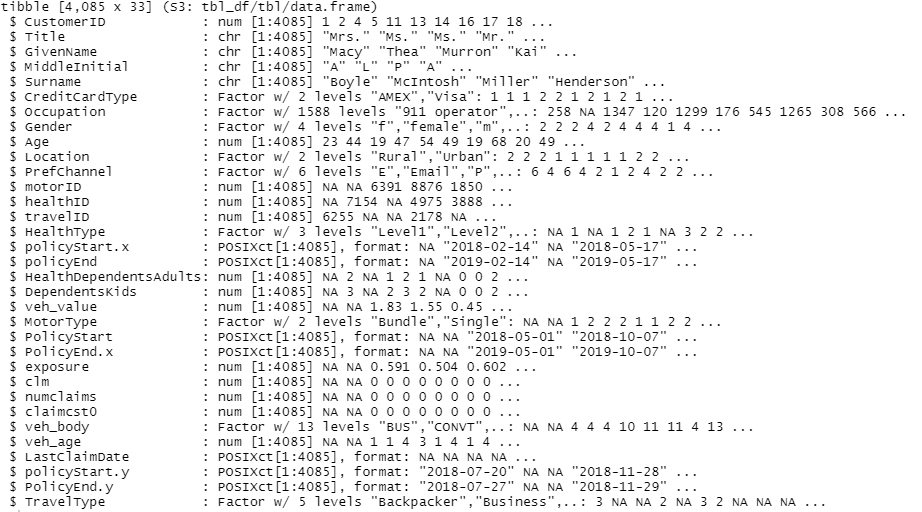 tibble [4,085 x 33] (S3: tbl_df/tbl/data.frame)
$ CustomerID : num [1:4085] 1 2 4 5 11 13 14 16 17 18 ...
$ Title : chr [1:4085] "Mrs." "Ms." "Ms." "Mr." ...
$ GivenName : chr [1:4085] "Macy" "Thea" "Murron" "Kai" ...
$ MiddleInitial : chr [1:4085] "A" "L" "P" "A" ...
$ Surname : chr [1:4085] "Boyle" "McIntosh" "Miller" "Henderson" ...
$ CreditCardType : Factor w/ 2 levels "AMEX","Visa": 1 1 1 2 2 1 2 1 2 1 ...
$ Occupation : Factor w/ 1588 levels "911 operator",..: 258 NA 1347 120 1299 176 545 1265 308 566 ...
$ Gender : Factor w/ 4 levels "f","female","m",..: 2 2 2 4 2 4 4 4 1 4 ...
$ Age : num [1:4085] 23 44 19 47 54 49 19 68 20 49 ...
$ Location : Factor w/ 2 levels "Rural","Urban": 2 2 2 1 1 1 1 1 2 2 ...
$ PrefChannel : Factor w/ 6 levels "E","Email","P",..: 6 4 6 4 2 1 2 4 2 2 ...
$ motorID : num [1:4085] NA NA 6391 8876 1850 ...
$ healthID : num [1:4085] NA 7154 NA 4975 3888 ...
$ travelID : num [1:4085] 6255 NA NA 2178 NA ...
$ HealthType : Factor w/ 3 levels "Level1","Level2",..: NA 1 NA 1 2 1 NA 3 2 2 ...
$ policyStart.x : POSIXct[1:4085], format: NA "2018-02-14" NA "2018-05-17" ...
$ policyEnd : POSIXct[1:4085], format: NA "2019-02-14" NA "2019-05-17" ...
$ HealthDependentsAdults: num [1:4085] NA 2 NA 1 2 1 NA 0 0 2 ...
$ DependentsKids : num [1:4085] NA 3 NA 2 3 2 NA 0 0 2 ...
$ veh_value : num [1:4085] NA NA 1.83 1.55 0.45 ...
$ MotorType : Factor w/ 2 levels "Bundle","Single": NA NA 1 2 2 2 1 1 2 2 ...
$ PolicyStart : POSIXct[1:4085], format: NA NA "2018-05-01" "2018-10-07" ...
$ PolicyEnd.x : POSIXct[1:4085], format: NA NA "2019-05-01" "2019-10-07" ...
$ exposure : num [1:4085] NA NA 0.591 0.504 0.602 ...
$ clm : num [1:4085] NA NA 0 0 0 0 0 0 0 0 ...
$ numclaims : num [1:4085] NA NA 0 0 0 0 0 0 0 0 ...
$ claimcst0 : num [1:4085] NA NA 0 0 0 0 0 0 0 0 ...
$ veh_body : Factor w/ 13 levels "BUS","CONVT",..: NA NA 4 4 4 10 11 11 4 13 ...
$ veh_age : num [1:4085] NA NA 1 1 4 3 1 4 1 4 ...
$ LastClaimDate : POSIXct[1:4085], format: NA NA NA NA ...
$ policyStart.y : POSIXct[1:4085], format: "2018-07-20" NA NA "2018-11-28" ...
$ PolicyEnd.y : POSIXct[1:4085], format: "2018-07-27" NA NA "2018-11-29" ...
$ TravelType : Factor w/ 5 levels "Backpacker","Business",..: 3 NA NA 2 NA 3 2 NA NA NA ...